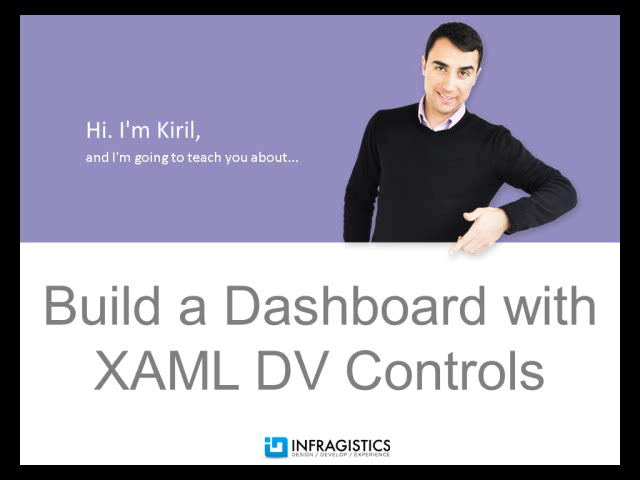 Hi. I'm Kiril,
and I'm going to teach you about...
Build a Dashboard with
XAML DV Controls
INFRAGISTICS
DESIGN / DEVELOP / EXPERIENCE